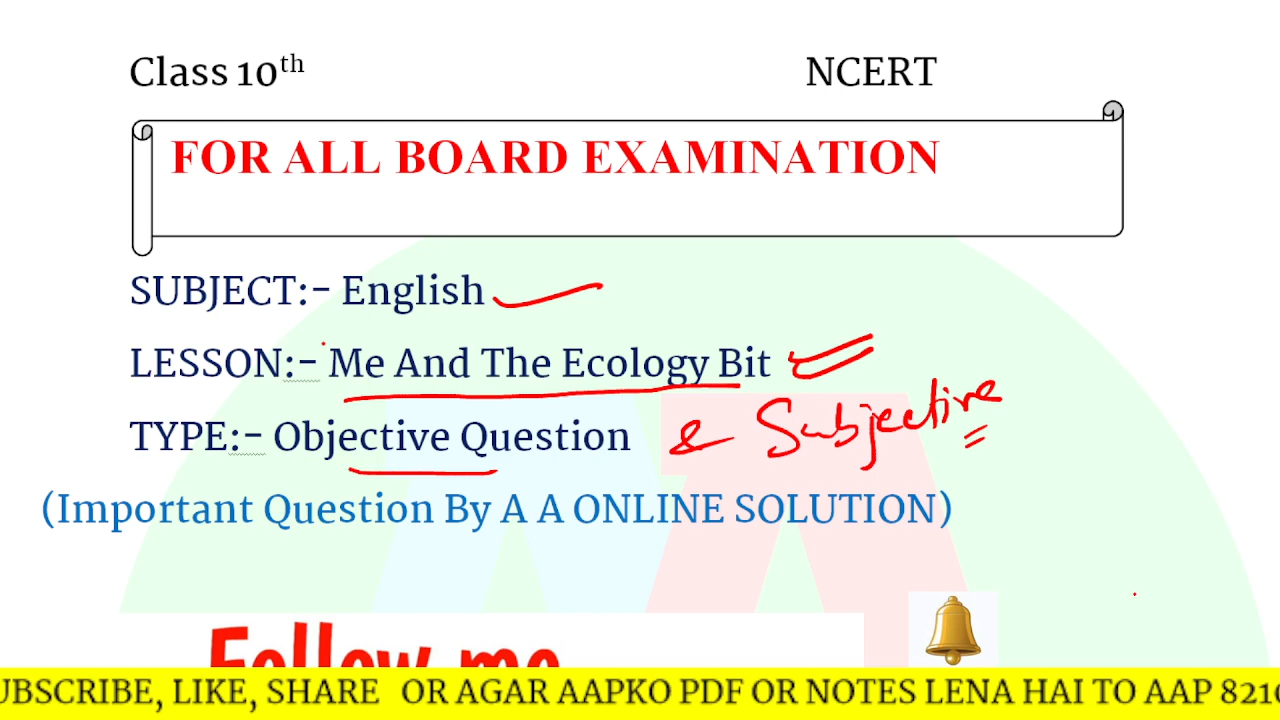 Class 10th NCERT
FOR ALL BOARD EXAMINATION
SUBJECT:- English
LESSON:- Me And The Ecology Bit
TYPE:- Objective Question & Subjective
(Important Question By A A ONLINE SOLUTION)
Follow me
UBSCRIBE, LIKE, SHARE OR AGAR AAPKO PDF OR NOTES LENA HAI TO AAP 8210